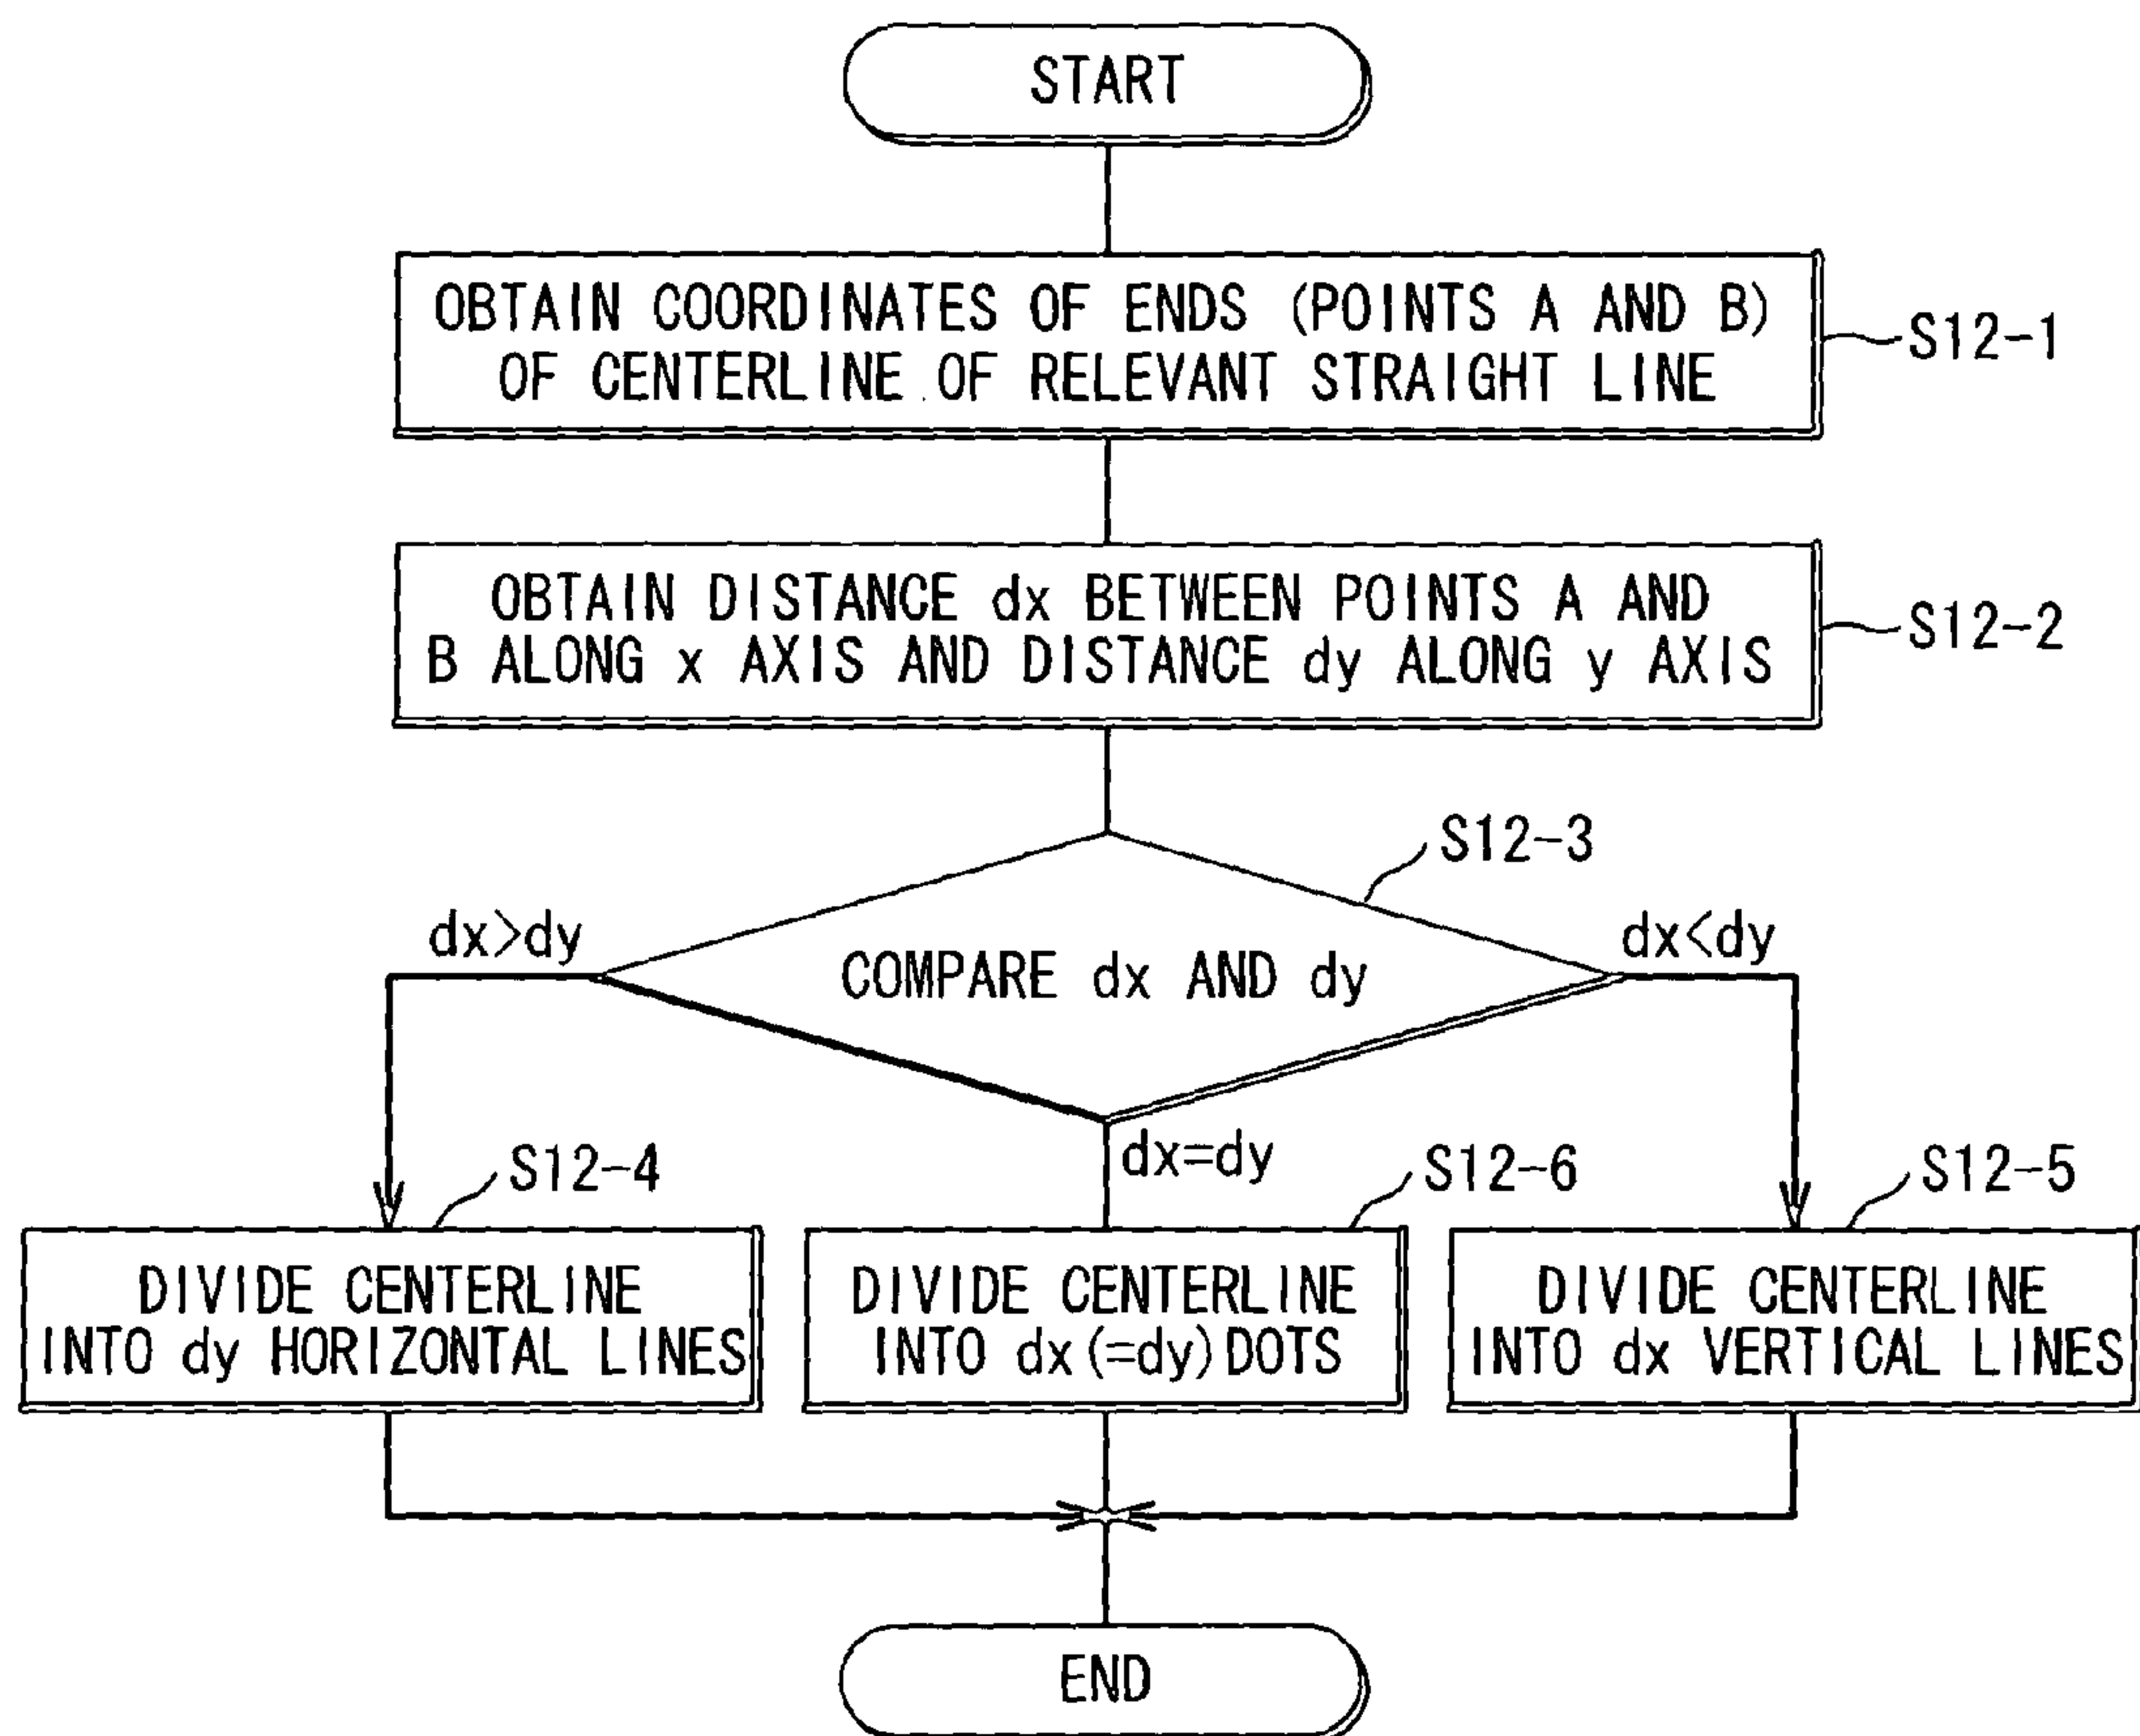 START
OBTAIN COORDINATES OF ENDS (POINTS A AND B)
OF CENTERLINE OF RELEVANT STRAIGHT LINE
S12-1
OBTAIN DISTANCE dx BETWEEN POINTS A AND
B ALONG x AXIS AND DISTANCE dy ALONG y AXIS
S12-2
S12-3
COMPARE dx AND dy
dx>dy
dx<dy
dx=dy
S12-4
DIVIDE CENTERLINE
INTO dy HORIZONTAL LINES
S12-6
DIVIDE CENTERLINE
INTO dx(=dy)DOTS
S12-5
DIVIDE CENTERLINE
INTO dx VERTICAL LINES
END